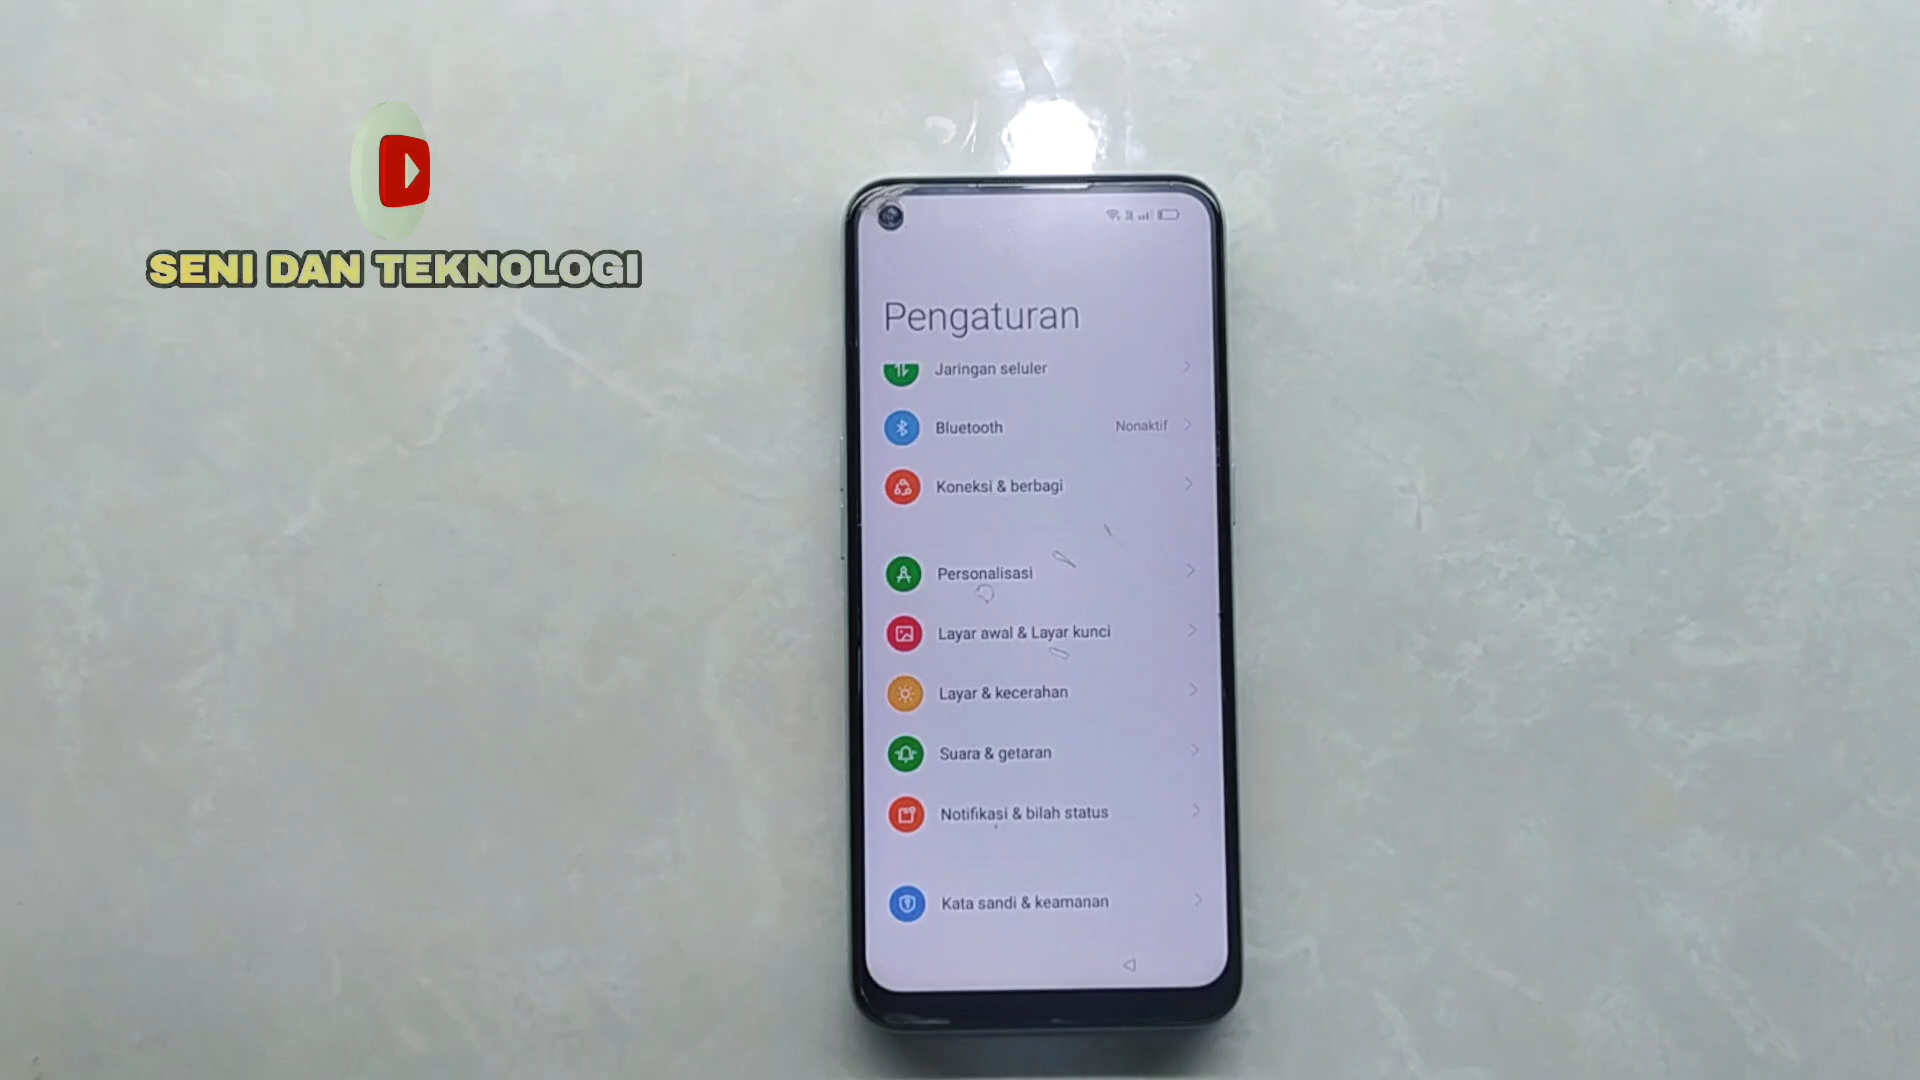 SENI DAN TEKNOLOGI
Pengaturan
Jaringan seluler
Bluetooth Nonaktif
Koneksi & berbagi
Personalisasi
Layar awal & Layar kunci
Layar & kecerahan
Suara & getaran
Notifikasi & bilah status
Kata sandi & keamanan